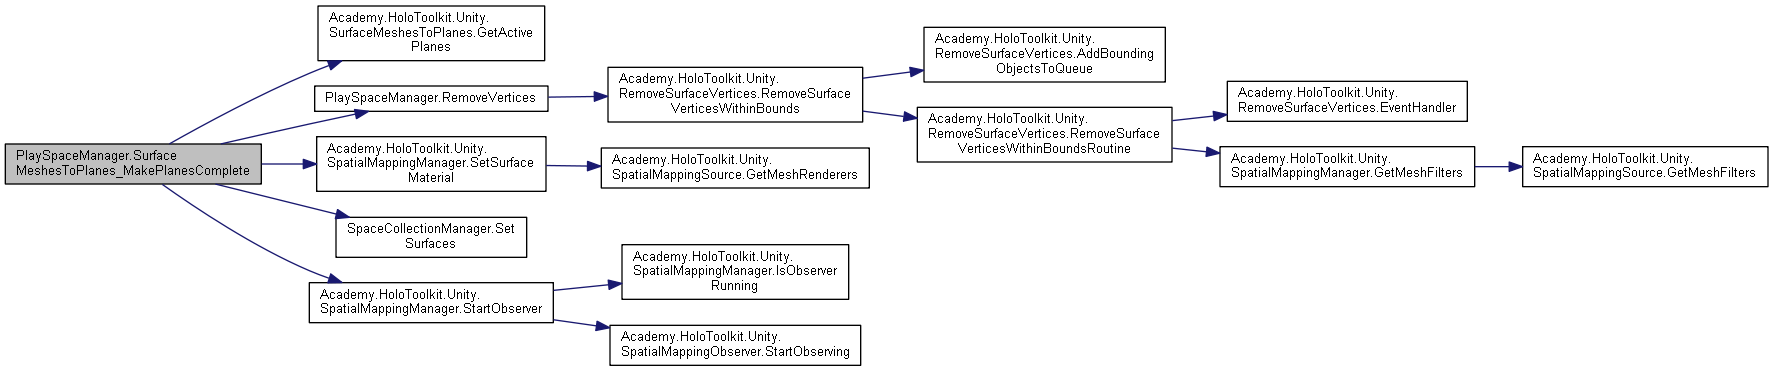 PlaySpaceManager.Surface
MeshesToPlanes_MakePlanesComplete
Academy.HoloToolkit.Unity.
SurfaceMeshesToPlanes.GetActive
Planes
PlaySpaceManager.RemoveVertices
Academy.HoloToolkit.Unity.
RemoveSurfaceVertices.RemoveSurface
VerticesWithinBounds
Academy.HoloToolkit.Unity.
RemoveSurfaceVertices.AddBounding
ObjectsToQueue
Academy.HoloToolkit.Unity.
RemoveSurfaceVertices.RemoveSurface
VerticesWithinBoundsRoutine
Academy.HoloToolkit.Unity.
RemoveSurfaceVertices.EventHandler
Academy.HoloToolkit.Unity.
SpatialMappingManager.GetMeshFilters
Academy.HoloToolkit.Unity.
SpatialMappingSource.GetMeshFilters
Academy.HoloToolkit.Unity.
SpatialMappingManager.SetSurface
Material
Academy.HoloToolkit.Unity.
SpatialMappingSource.GetMeshRenderers
SpaceCollectionManager.Set
Surfaces
Academy.HoloToolkit.Unity.
SpatialMappingManager.StartObserver
Academy.HoloToolkit.Unity.
SpatialMappingManager.IsObserver
Running
Academy.HoloToolkit.Unity.
SpatialMappingObserver.StartObserving